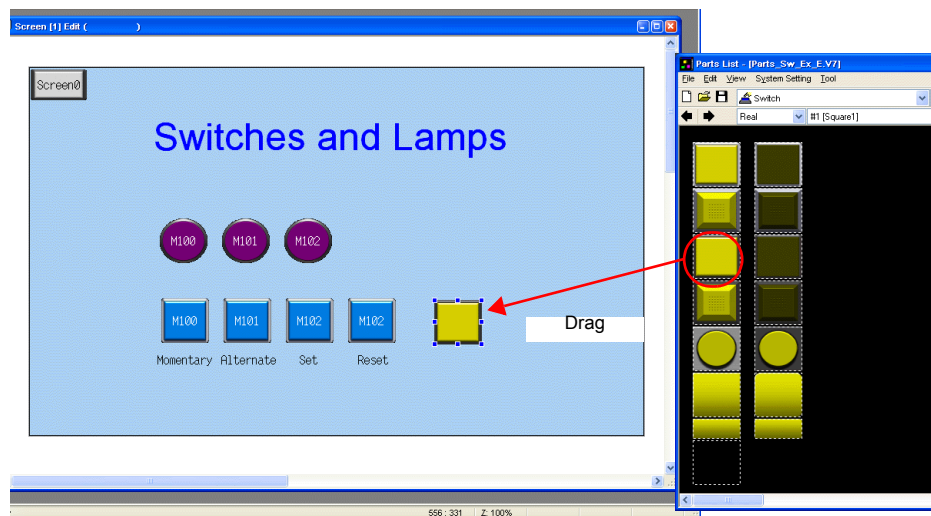 Screen [1] Edit ( )
Screen0
Switches and Lamps
M100 M101 M102
M100 M101 M102 M102
Momentary Alternate Set Reset
Drag
556 : 331 Z: 100%
Parts List - [Parts_Sw_Ex_E.V7]
File Edit View System Setting Tool
Switch
Real #1 [Square1]